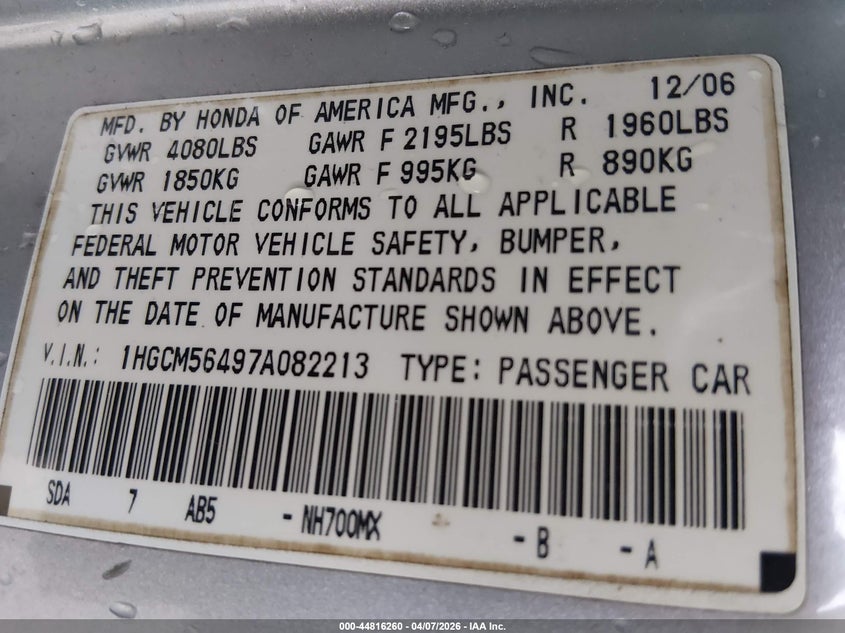 MFD. BY HONDA OF AMERICA MFG., INC. 12/06
GVWR 4080LBS GAWR F 2195LBS R 1960LBS
GVWR 1850KG GAWR F 995KG R 890KG
THIS VEHICLE CONFORMS TO ALL APPLICABLE
FEDERAL MOTOR VEHICLE SAFETY, BUMPER,
AND THEFT PREVENTION STANDARDS IN EFFECT
ON THE DATE OF MANUFACTURE SHOWN ABOVE.
V.I.N.: 1HGCM56497A082213 TYPE: PASSENGER CAR
SDA 7 AB5 - NH700MX - B - A
000-44816260 - 04/07/2026 - IAA Inc.